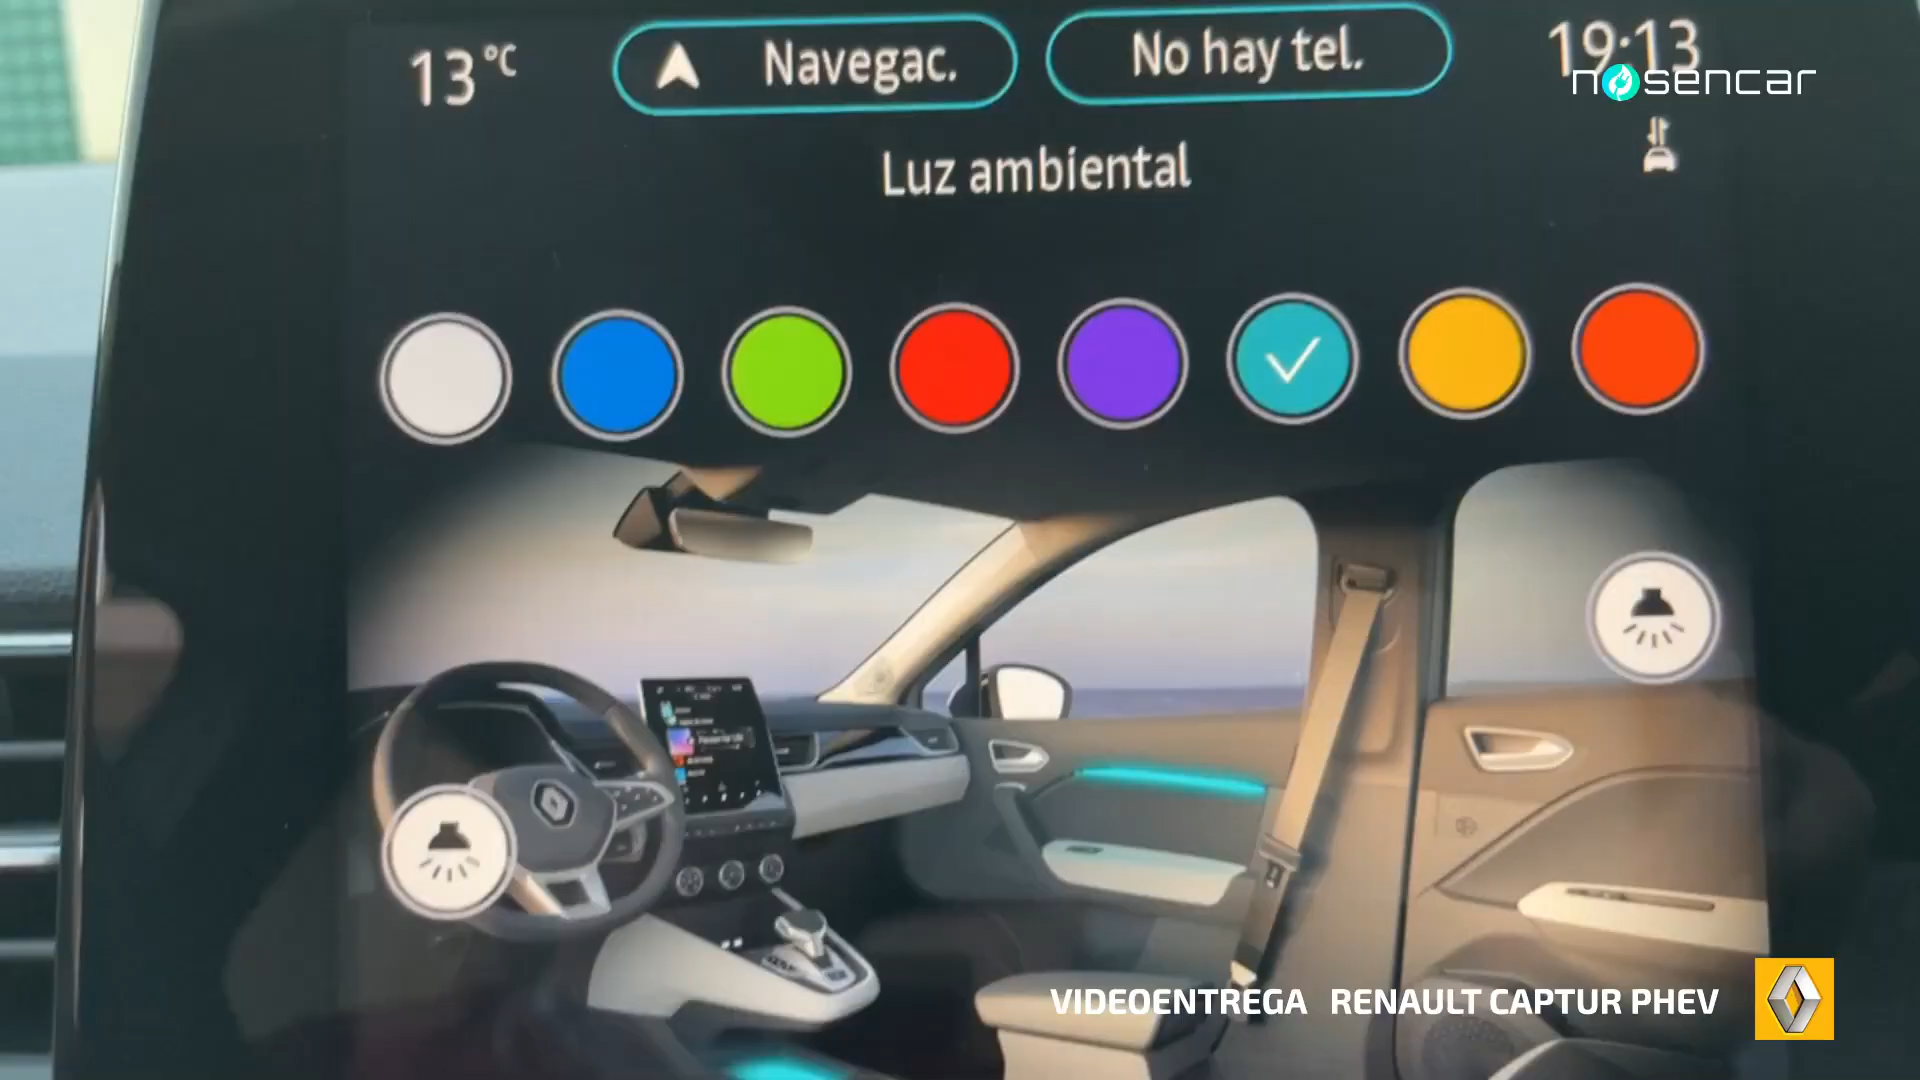 13 °C
Navegac.
No hay tel.
19:13
nosencar
Luz ambiental
VIDEOENTREGA RENAULT CAPTUR PHEV